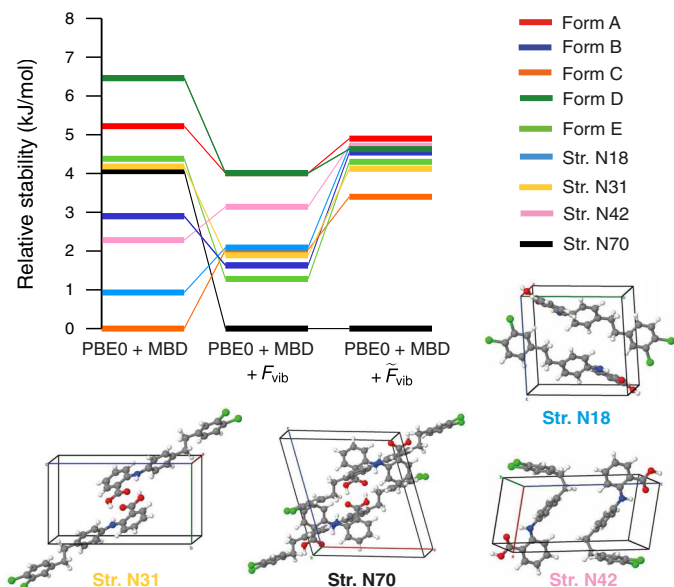 Relative stability (kJ/mol)
8
7
6
5
4
3
2
1
0
PBE0 + MBD
PBE0 + MBD
+ Fvib
PBE0 + MBD
+ F̃vib
Form A
Form B
Form C
Form D
Form E
Str. N18
Str. N31
Str. N42
Str. N70
Str. N18
Str. N31
Str. N70
Str. N42